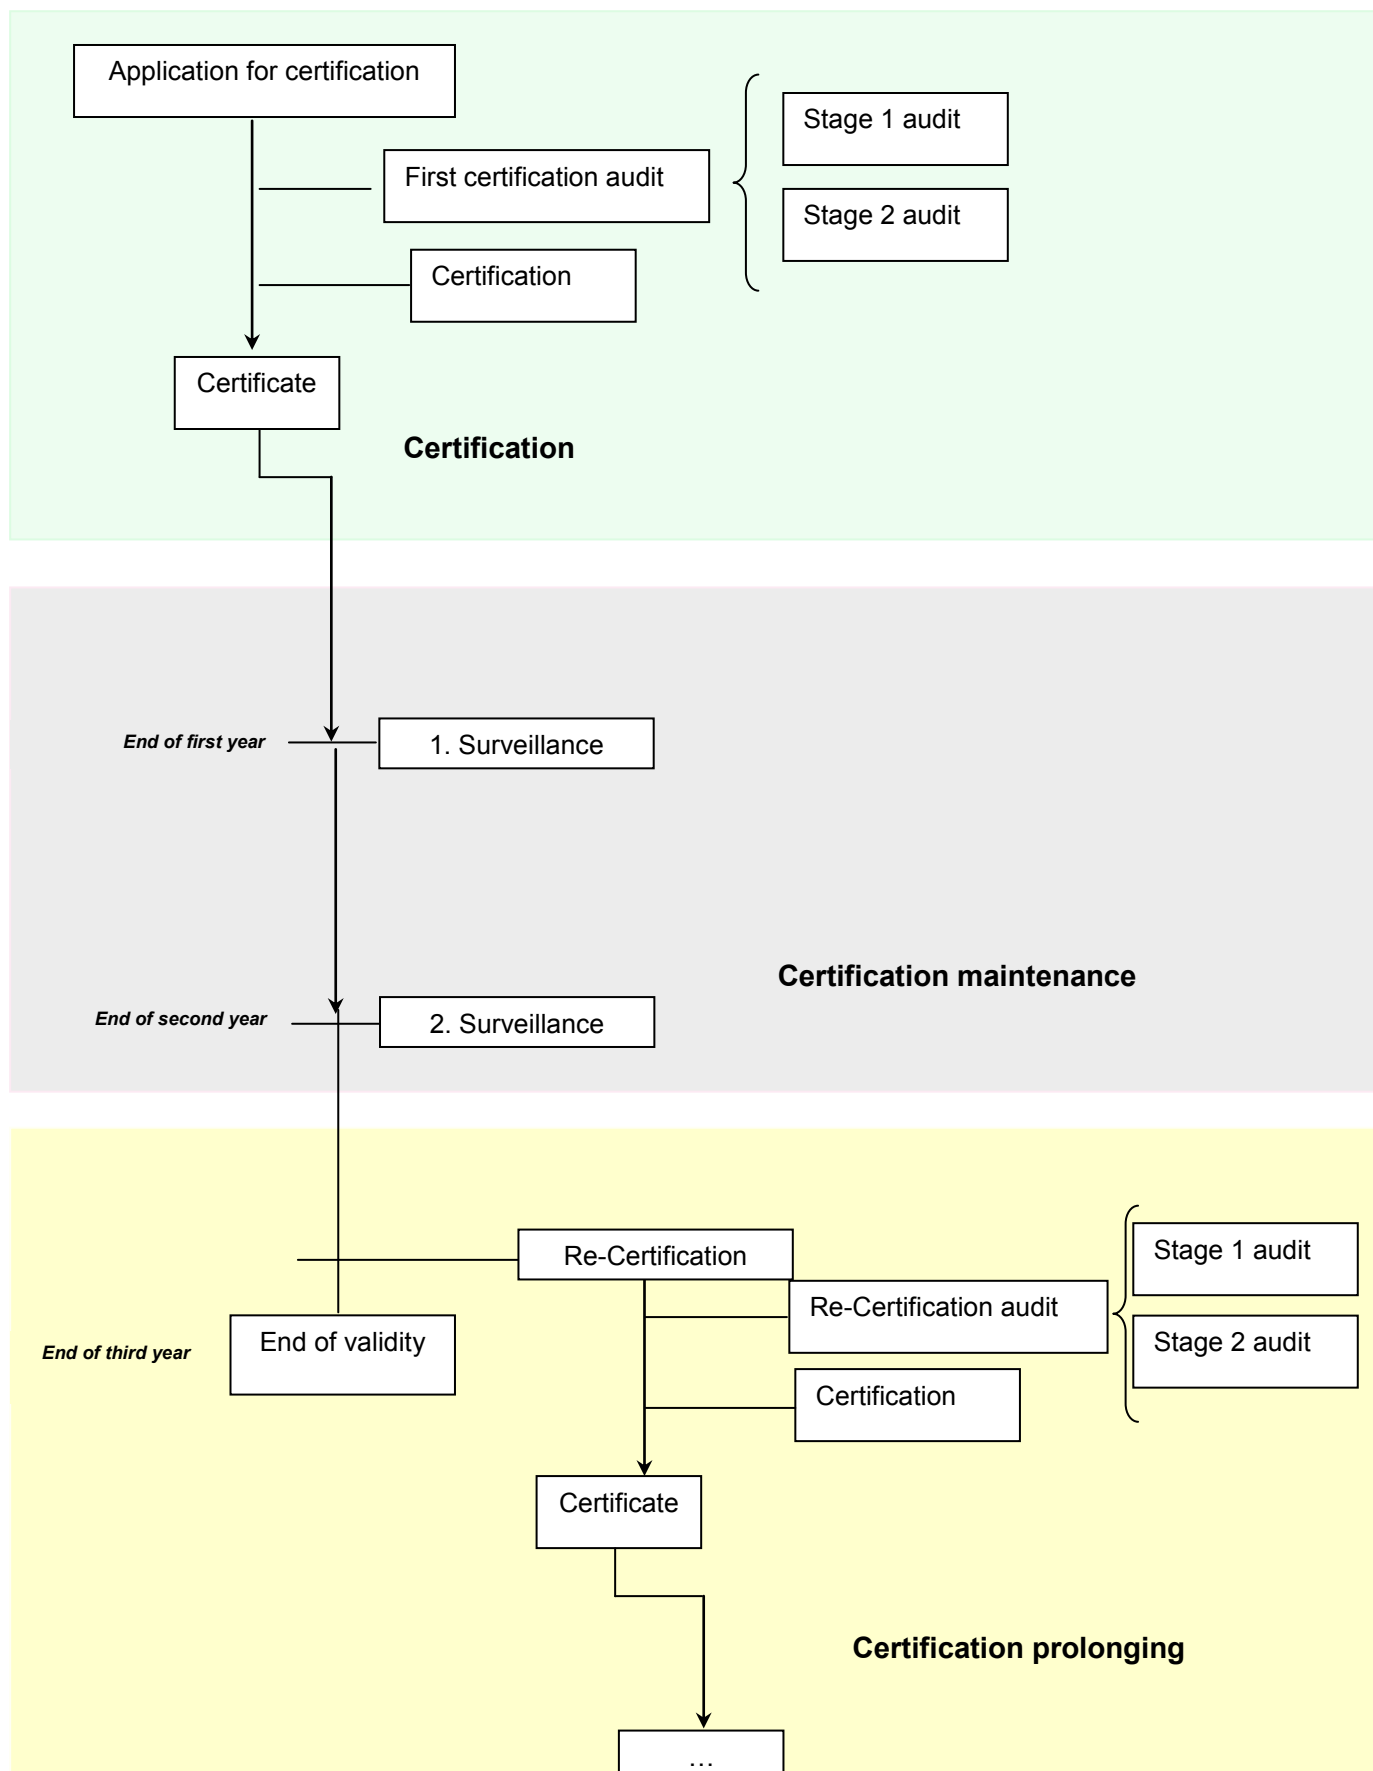 Application for certification
Stage 1 audit
First certification audit
Stage 2 audit
Certification
Certificate
Certification
End of first year
1. Surveillance
Certification maintenance
End of second year
2. Surveillance
Re-Certification
Stage 1 audit
Re-Certification audit
End of validity
Stage 2 audit
End of third year
Certification
Certificate
Certification prolonging
…